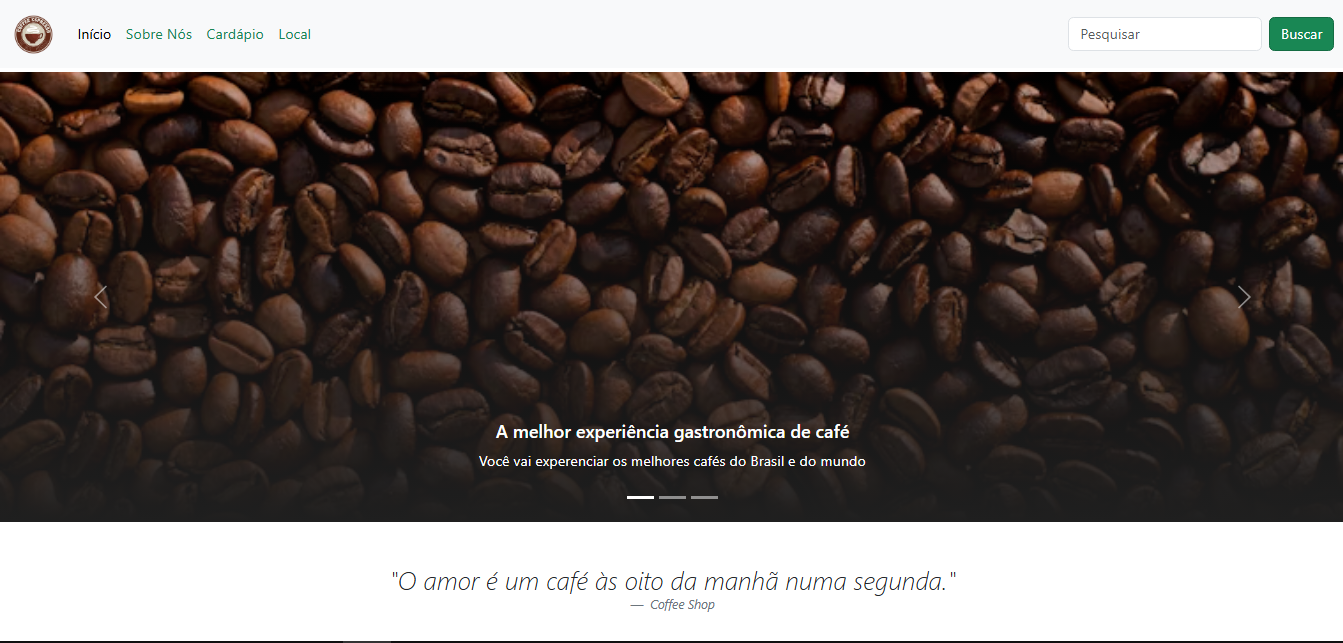 Início Sobre Nós Cardápio Local Pesquisar Buscar
A melhor experiência gastronômica de café
Você vai experenciar os melhores cafés do Brasil e do mundo
"O amor é um café às oito da manhã numa segunda."
— Coffee Shop